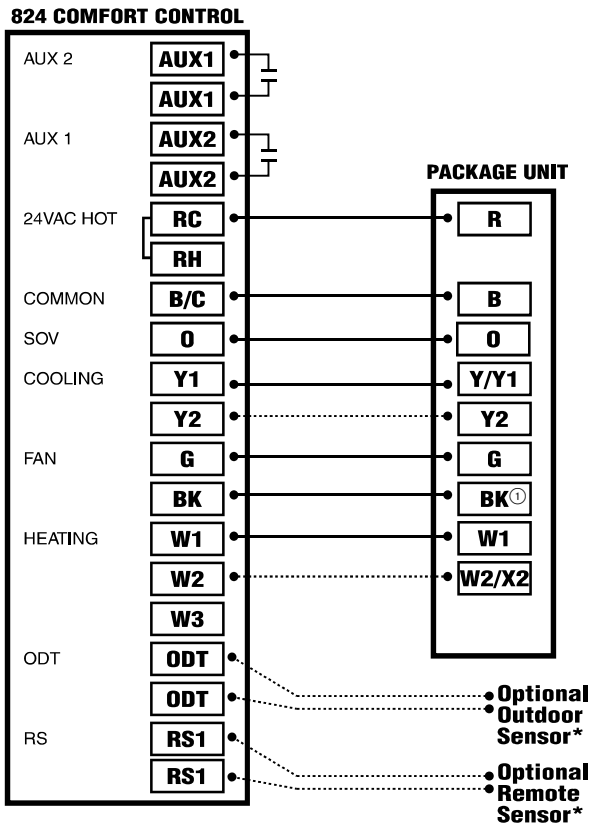 824 COMFORT CONTROL
AUX 2 AUX1
AUX1
AUX 1 AUX2
AUX2
PACKAGE UNIT
24VAC HOT RC R
RH
COMMON B/C B
SOV O O
COOLING Y1 Y/Y1
Y2 Y2
FAN G G
BK BK①
HEATING W1 W1
W2 W2/X2
W3
ODT ODT
ODT
Optional
Outdoor
Sensor*
RS RS1
RS1
Optional
Remote
Sensor*